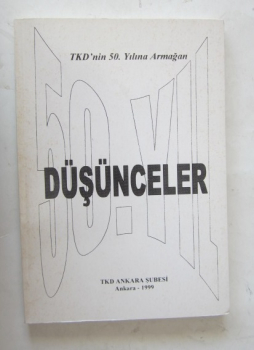 TKD'nin 50. Yılına Armağan
50. YIL
DÜŞÜNCELER
TKD ANKARA ŞUBESİ
Ankara - 1999